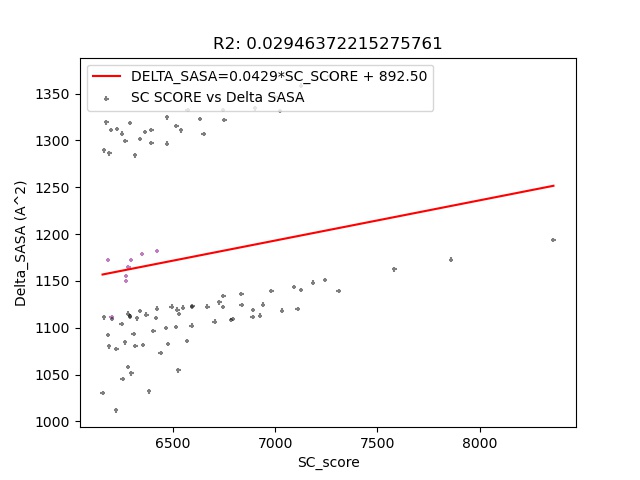 R2: 0.02946372215275761
DELTA_SASA=0.0429*SC_SCORE + 892.50
SC SCORE vs Delta SASA
Delta_SASA (A^2)
1350
1300
1250
1200
1150
1100
1050
1000
6500 7000 7500 8000
SC_score